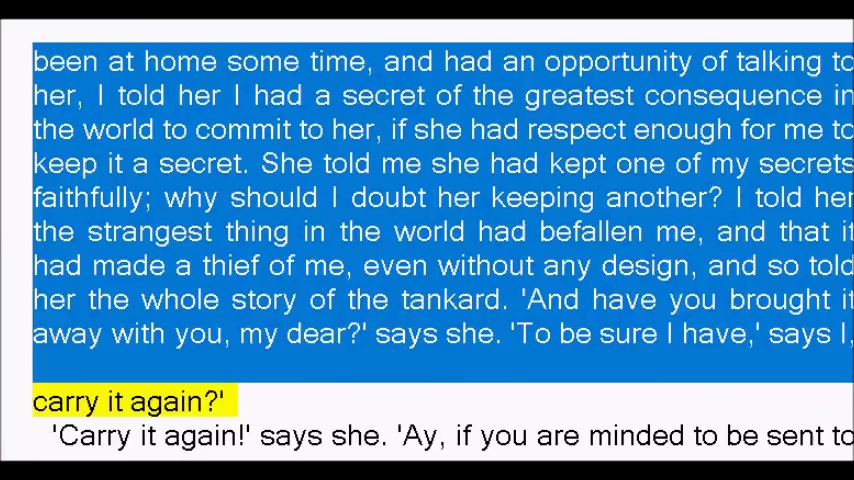 been at home some time, and had an opportunity of talking to
her, I told her I had a secret of the greatest consequence in
the world to commit to her, if she had respect enough for me to
keep it a secret. She told me she had kept one of my secrets
faithfully; why should I doubt her keeping another? I told her
the strangest thing in the world had befallen me, and that it
had made a thief of me, even without any design, and so told
her the whole story of the tankard. 'And have you brought it
away with you, my dear?' says she. 'To be sure I have,' says I,
carry it again?'
'Carry it again!' says she. 'Ay, if you are minded to be sent to